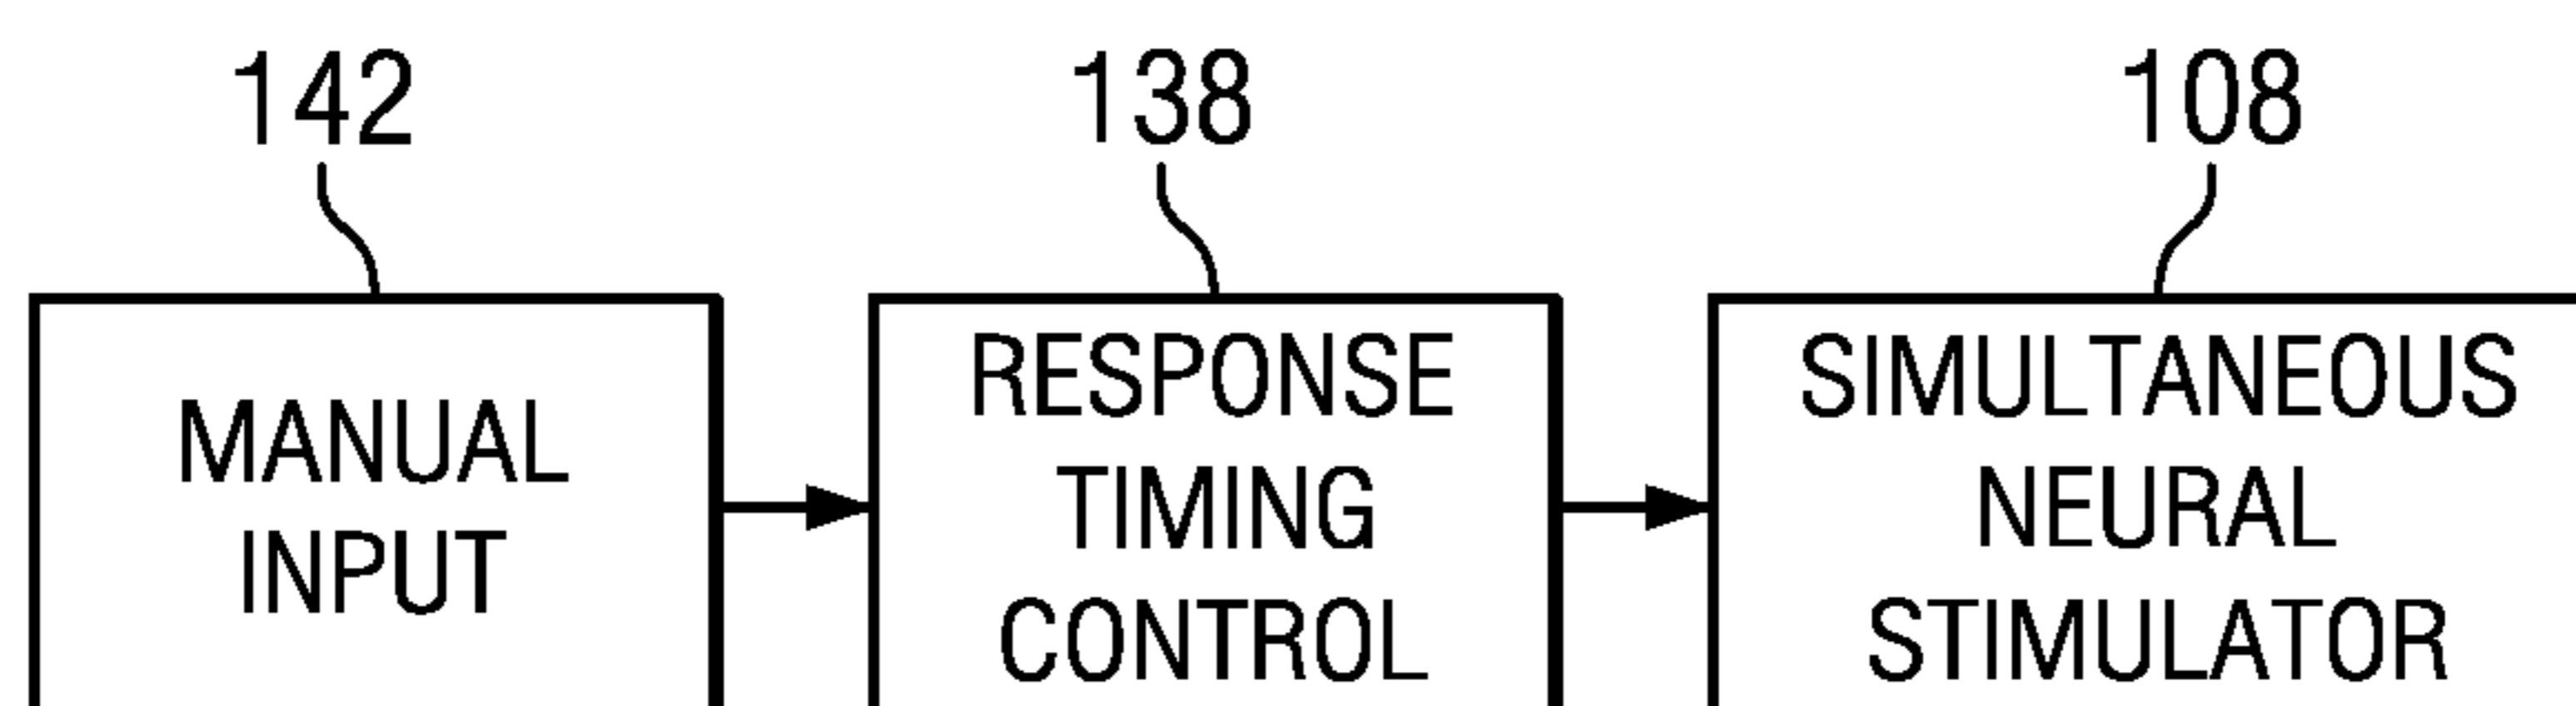 142
138
108
MANUAL
INPUT
RESPONSE
TIMING
CONTROL
SIMULTANEOUS
NEURAL
STIMULATOR